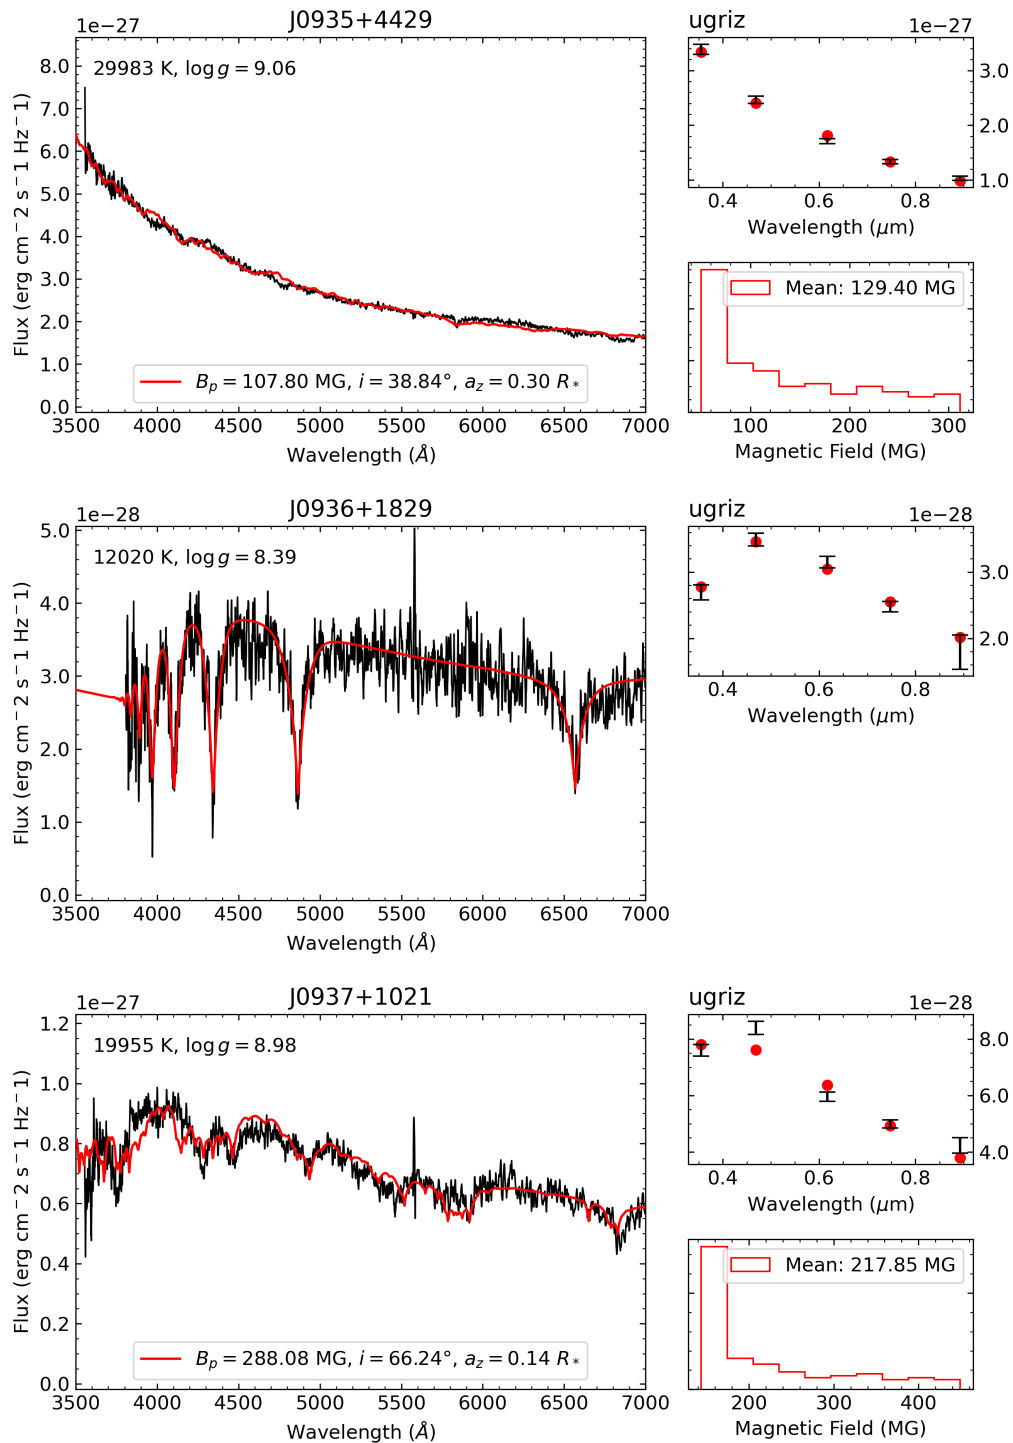 J0935+4429
1e−27
29983 K, log g = 9.06
8.0
7.0
6.0
5.0
4.0
3.0
2.0
1.0
0.0
Flux (erg cm−2 s−1 Hz−1)
B_p = 107.80 MG, i = 38.84°, a_z = 0.30 R_*
3500 4000 4500 5000 5500 6000 6500 7000
Wavelength (Å)
ugriz
1e−27
3.0
2.0
1.0
0.4 0.6 0.8
Wavelength (μm)
Mean: 129.40 MG
100 200 300
Magnetic Field (MG)
J0936+1829
1e−28
12020 K, log g = 8.39
5.0
4.0
3.0
2.0
1.0
0.0
Flux (erg cm−2 s−1 Hz−1)
3500 4000 4500 5000 5500 6000 6500 7000
Wavelength (Å)
ugriz
1e−28
3.0
2.0
0.4 0.6 0.8
Wavelength (μm)
J0937+1021
1e−27
19955 K, log g = 8.98
1.2
1.0
0.8
0.6
0.4
0.2
0.0
Flux (erg cm−2 s−1 Hz−1)
B_p = 288.08 MG, i = 66.24°, a_z = 0.14 R_*
3500 4000 4500 5000 5500 6000 6500 7000
Wavelength (Å)
ugriz
1e−28
8.0
6.0
4.0
0.4 0.6 0.8
Wavelength (μm)
Mean: 217.85 MG
200 300 400
Magnetic Field (MG)